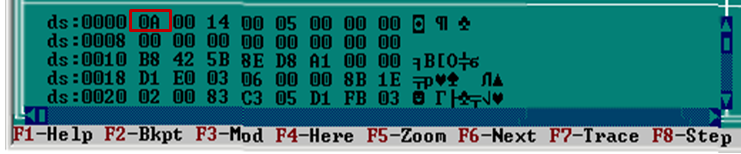 ds:0000 0A 00 14 00 05 00 00 00 ◙ ¶ ♣
ds:0008 00 00 00 00 00 00 00 00
ds:0010 B8 42 5B 8E D8 A1 00 00 ╕B[О╪б
ds:0018 D1 E0 03 06 00 00 8B 1E ╤р♥♠ Л▲
ds:0020 02 00 83 C3 05 D1 FB 03 ☻ Г├♣╤√♥
F1-Help F2-Bkpt F3-Mod F4-Here F5-Zoom F6-Next F7-Trace F8-Step